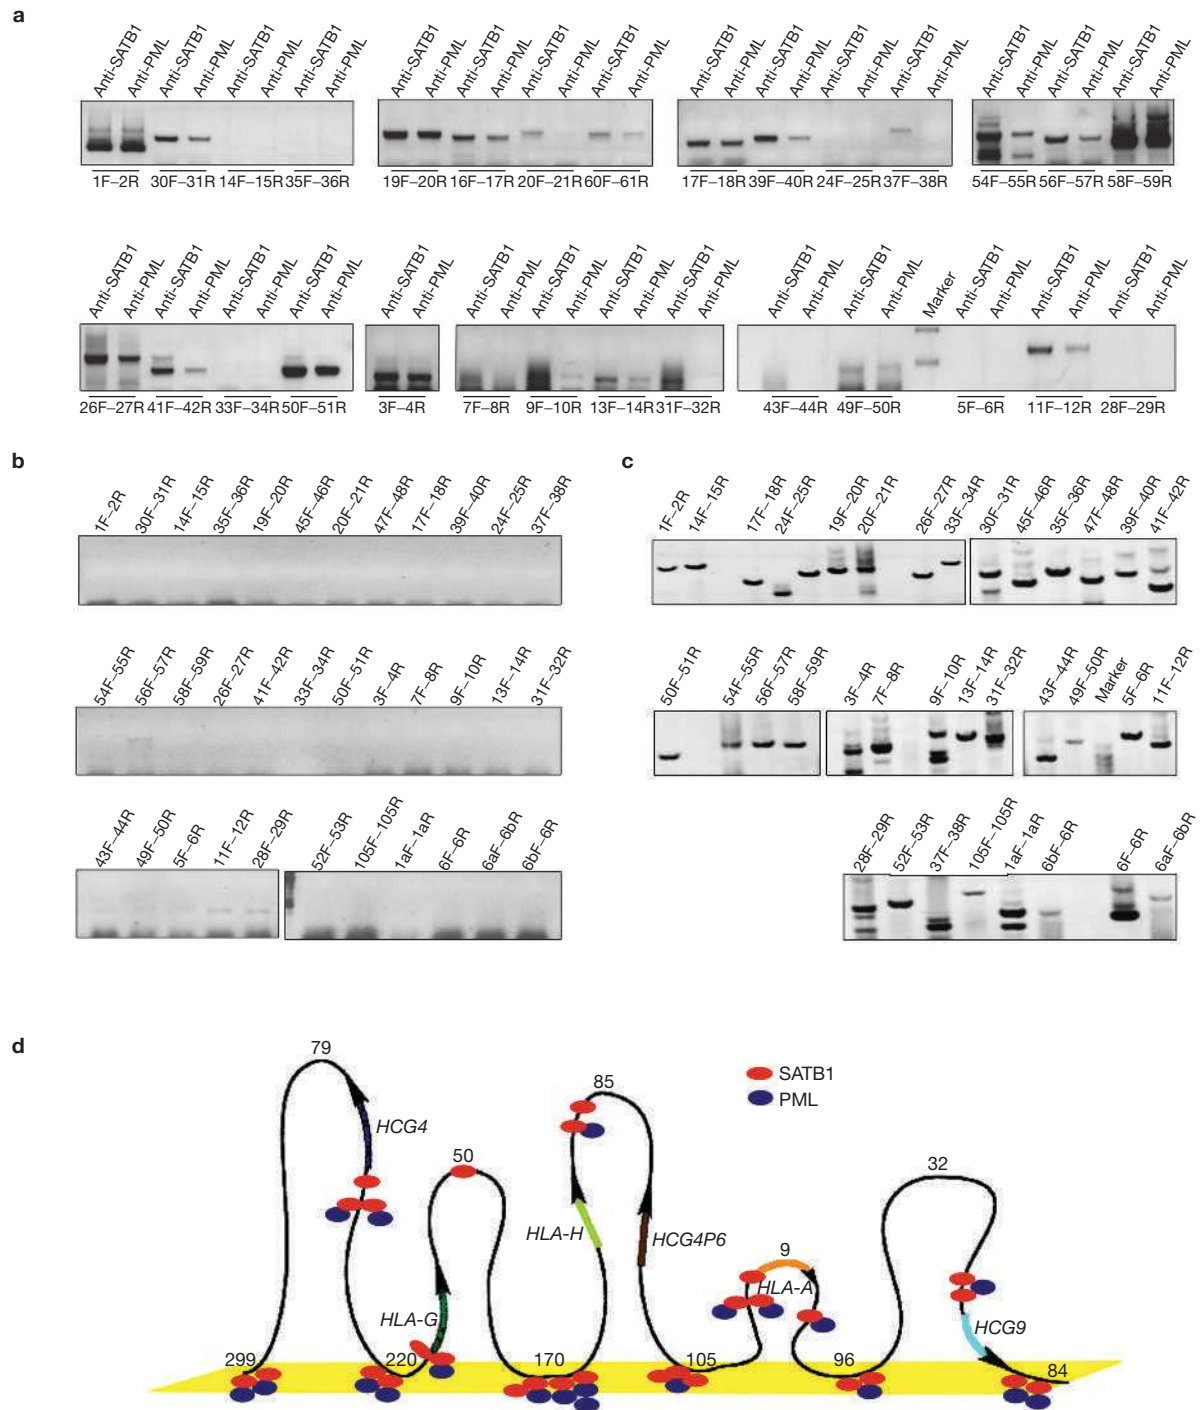 a
Anti-SATB1 Anti-PML Anti-SATB1 Anti-PML Anti-SATB1 Anti-PML Anti-SATB1 Anti-PML
Anti-SATB1 Anti-PML Anti-SATB1 Anti-PML Anti-SATB1 Anti-PML Anti-SATB1 Anti-PML
Anti-SATB1 Anti-PML Anti-SATB1 Anti-PML Anti-SATB1 Anti-PML Anti-SATB1 Anti-PML
Anti-SATB1 Anti-PML Anti-SATB1 Anti-PML Anti-SATB1 Anti-PML
1F–2R 30F–31R 14F–15R 35F–36R
19F–20R 16F–17R 20F–21R 60F–61R
17F–18R 39F–40R 24F–25R 37F–38R
54F–55R 56F–57R 58F–59R
Anti-SATB1 Anti-PML Anti-SATB1 Anti-PML Anti-SATB1 Anti-PML Anti-SATB1 Anti-PML
Anti-SATB1 Anti-PML
Anti-SATB1 Anti-PML Anti-SATB1 Anti-PML Anti-SATB1 Anti-PML Anti-SATB1 Anti-PML
Anti-SATB1 Anti-PML Anti-SATB1 Anti-PML Marker Anti-SATB1 Anti-PML Anti-SATB1 Anti-PML Anti-SATB1 Anti-PML
26F–27R 41F–42R 33F–34R 50F–51R
3F–4R
7F–8R 9F–10R 13F–14R 31F–32R
43F–44R 49F–50R 5F–6R 11F–12R 28F–29R
b
1F–2R 30F–31R 14F–15R 35F–36R 19F–20R 45F–46R 20F–21R 47F–48R 17F–18R 39F–40R 24F–25R 37F–38R
54F–55R 56F–57R 58F–59R 26F–27R 41F–42R 33F–34R 50F–51R 3F–4R 7F–8R 9F–10R 13F–14R 31F–32R
43F–44R 49F–50R 5F–6R 11F–12R 28F–29R
52F–53R 105F–105R 1aF–1aR 6F–6R 6aF–6bR 6bF–6R
c
1F–2R 14F–15R 17F–18R 24F–25R 19F–20R 20F–21R 26F–27R 33F–34R
30F–31R 45F–46R 35F–36R 47F–48R 39F–40R 41F–42R
50F–51R 54F–55R 56F–57R 58F–59R
3F–4R 7F–8R 9F–10R 13F–14R 31F–32R
43F–44R 49F–50R Marker 5F–6R 11F–12R
28F–29R 52F–53R 37F–38R 105F–105R 1aF–1aR 6bF–6R 6F–6R 6aF–6bR
d
79
HCG4
50
85
SATB1
PML
32
HLA-H
HCG4P6
9
HLA-A
HLA-G
HCG9
299
220
170
105
96
84